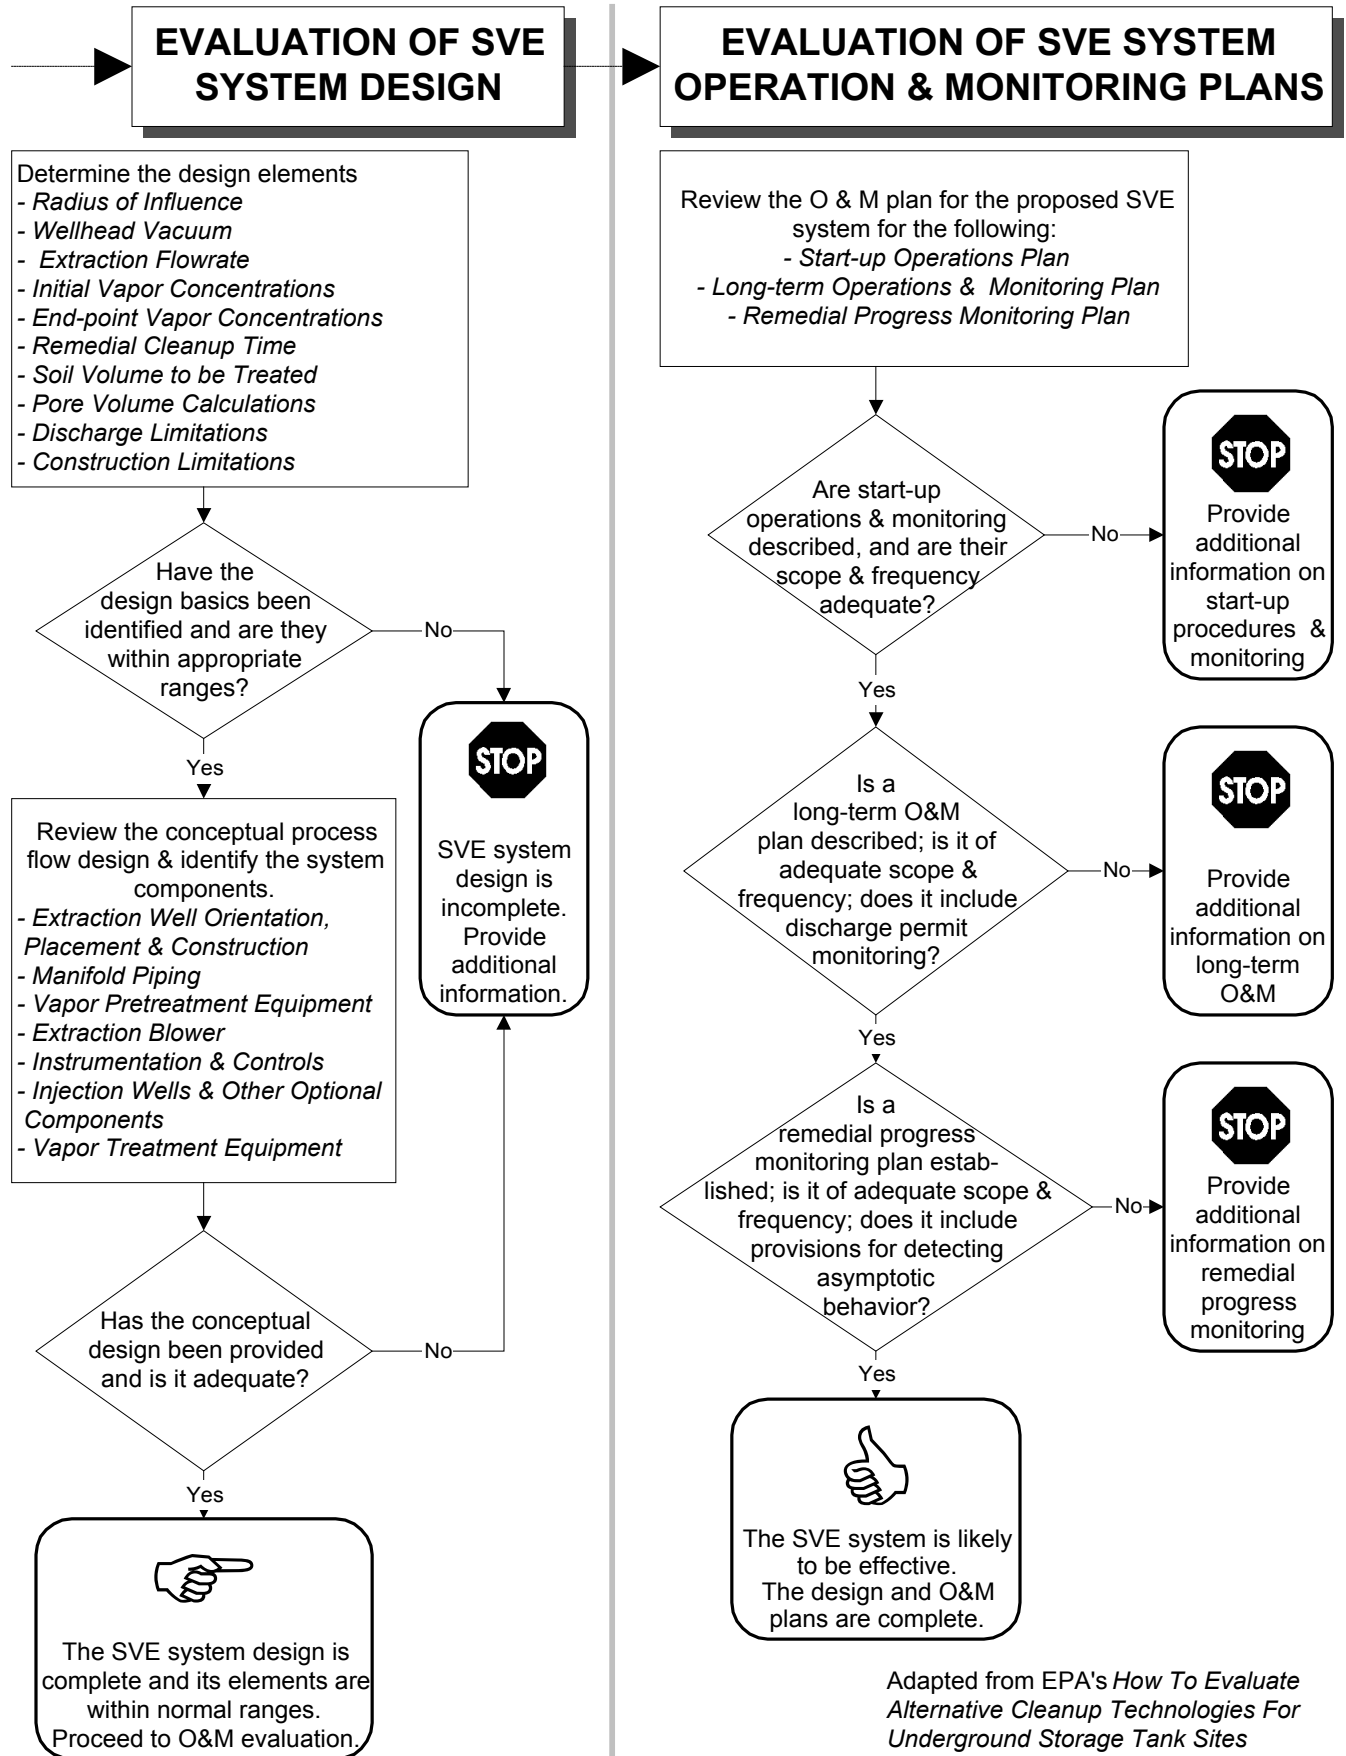 EVALUATION OF SVE
SYSTEM DESIGN
Determine the design elements
- Radius of Influence
- Wellhead Vacuum
- Extraction Flowrate
- Initial Vapor Concentrations
- End-point Vapor Concentrations
- Remedial Cleanup Time
- Soil Volume to be Treated
- Pore Volume Calculations
- Discharge Limitations
- Construction Limitations
Have the
design basics been
identified and are they
within appropriate
ranges?
No
Yes
STOP
SVE system
design is
incomplete.
Provide
additional
information.
Review the conceptual process
flow design & identify the system
components.
- Extraction Well Orientation,
Placement & Construction
- Manifold Piping
- Vapor Pretreatment Equipment
- Extraction Blower
- Instrumentation & Controls
- Injection Wells & Other Optional
Components
- Vapor Treatment Equipment
Has the conceptual
design been provided
and is it adequate?
No
Yes
The SVE system design is
complete and its elements are
within normal ranges.
Proceed to O&M evaluation.
EVALUATION OF SVE SYSTEM
OPERATION & MONITORING PLANS
Review the O & M plan for the proposed SVE
system for the following:
- Start-up Operations Plan
- Long-term Operations & Monitoring Plan
- Remedial Progress Monitoring Plan
Are start-up
operations & monitoring
described, and are their
scope & frequency
adequate?
No
STOP
Provide
additional
information on
start-up
procedures &
monitoring
Yes
Is a
long-term O&M
plan described; is it of
adequate scope &
frequency; does it include
discharge permit
monitoring?
No
STOP
Provide
additional
information on
long-term
O&M
Yes
Is a
remedial progress
monitoring plan estab-
lished; is it of adequate scope &
frequency; does it include
provisions for detecting
asymptotic
behavior?
No
STOP
Provide
additional
information on
remedial
progress
monitoring
Yes
The SVE system is likely
to be effective.
The design and O&M
plans are complete.
Adapted from EPA's How To Evaluate
Alternative Cleanup Technologies For
Underground Storage Tank Sites